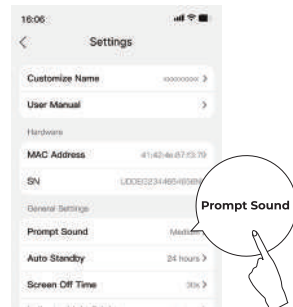 16:06
Settings
Customize Name
User Manual
Hardware
MAC Address
SN
General Settings
Prompt Sound
Prompt Sound
Auto Standby 24 hours
Screen Off Time 30s